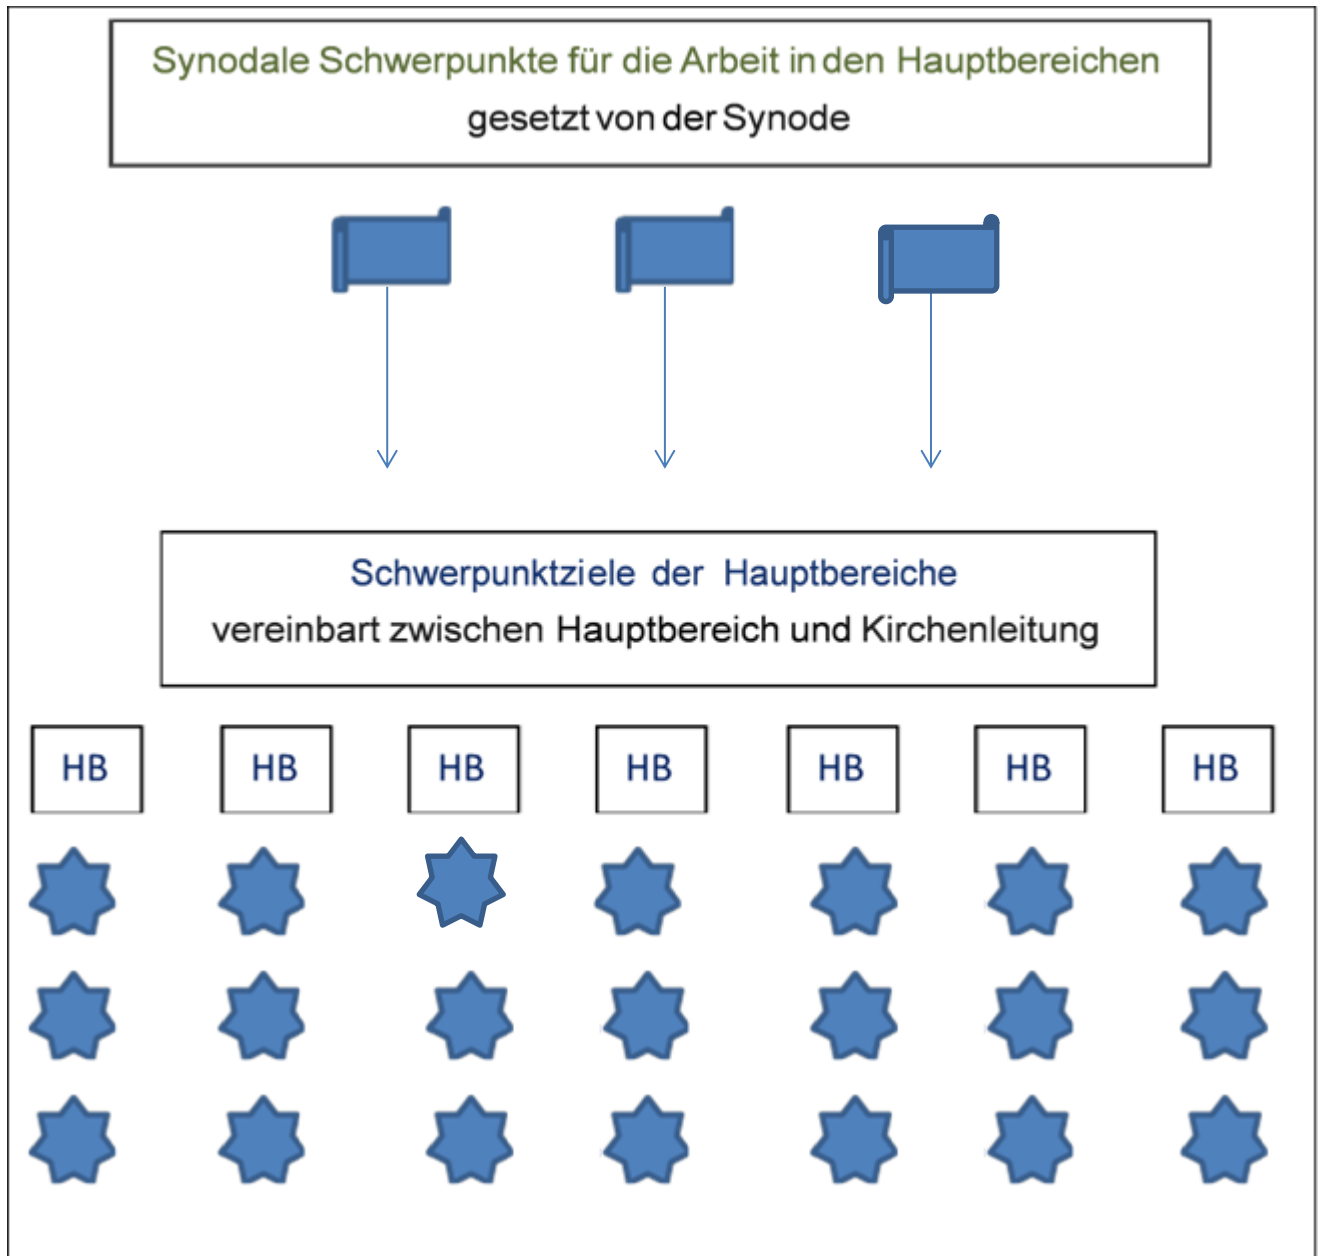 Synodale Schwerpunkte für die Arbeit in den Hauptbereichen
gesetzt von der Synode
Schwerpunktziele der Hauptbereiche
vereinbart zwischen Hauptbereich und Kirchenleitung
HB HB HB HB HB HB HB